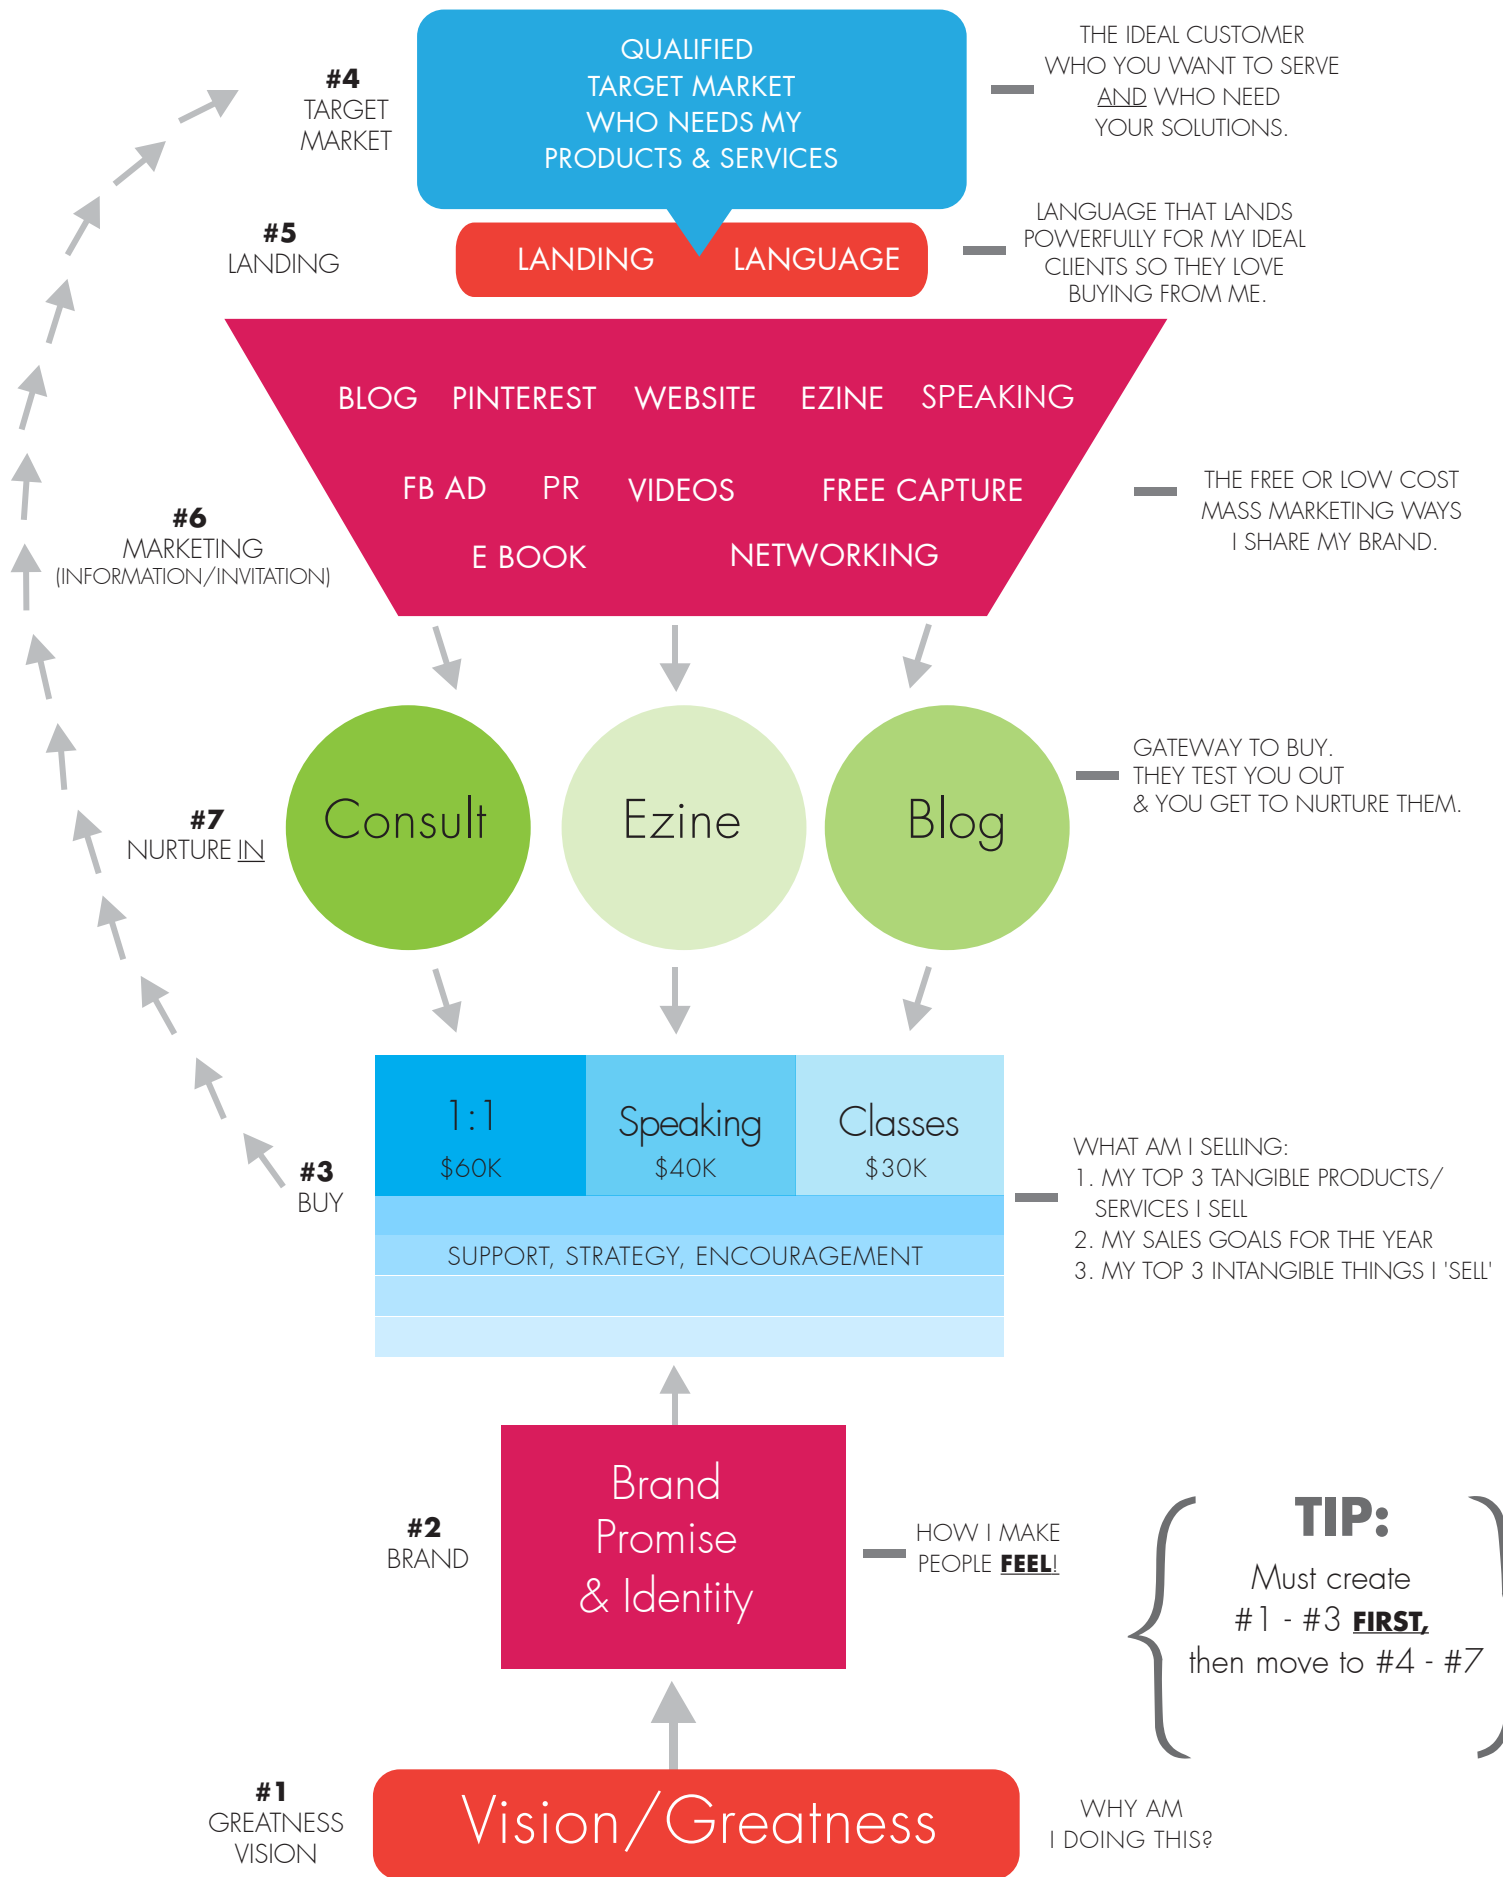 #4
TARGET
MARKET
QUALIFIED
TARGET MARKET
WHO NEEDS MY
PRODUCTS & SERVICES
THE IDEAL CUSTOMER
WHO YOU WANT TO SERVE
AND WHO NEED
YOUR SOLUTIONS.
#5
LANDING
LANDING LANGUAGE
LANGUAGE THAT LANDS
POWERFULLY FOR MY IDEAL
CLIENTS SO THEY LOVE
BUYING FROM ME.
#6
MARKETING
(INFORMATION/INVITATION)
BLOG PINTEREST WEBSITE EZINE SPEAKING
FB AD PR VIDEOS FREE CAPTURE
E BOOK NETWORKING
THE FREE OR LOW COST
MASS MARKETING WAYS
I SHARE MY BRAND.
#7
NURTURE IN
Consult Ezine Blog
GATEWAY TO BUY.
THEY TEST YOU OUT
& YOU GET TO NURTURE THEM.
#3
BUY
1:1 Speaking Classes
$60K $40K $30K
SUPPORT, STRATEGY, ENCOURAGEMENT
WHAT AM I SELLING:
1. MY TOP 3 TANGIBLE PRODUCTS/
SERVICES I SELL
2. MY SALES GOALS FOR THE YEAR
3. MY TOP 3 INTANGIBLE THINGS I 'SELL'
#2
BRAND
Brand
Promise
& Identity
HOW I MAKE
PEOPLE FEEL!
TIP:
Must create
#1 - #3 FIRST,
then move to #4 - #7
#1
GREATNESS
VISION
Vision/Greatness
WHY AM
I DOING THIS?